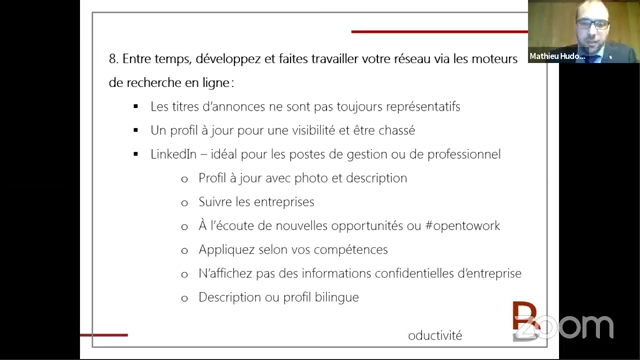 8. Entre temps, développez et faites travailler votre réseau via les moteurs
de recherche en ligne :
▪ Les titres d'annonces ne sont pas toujours représentatifs
▪ Un profil à jour pour une visibilité et être chassé
▪ LinkedIn – idéal pour les postes de gestion ou de professionnel
o Profil à jour avec photo et description
o Suivre les entreprises
o À l'écoute de nouvelles opportunités ou #opentowork
o Appliquez selon vos compétences
o N'affichez pas des informations confidentielles d'entreprise
o Description ou profil bilingue
Mathieu Hudo...
R
zoom
oductivité